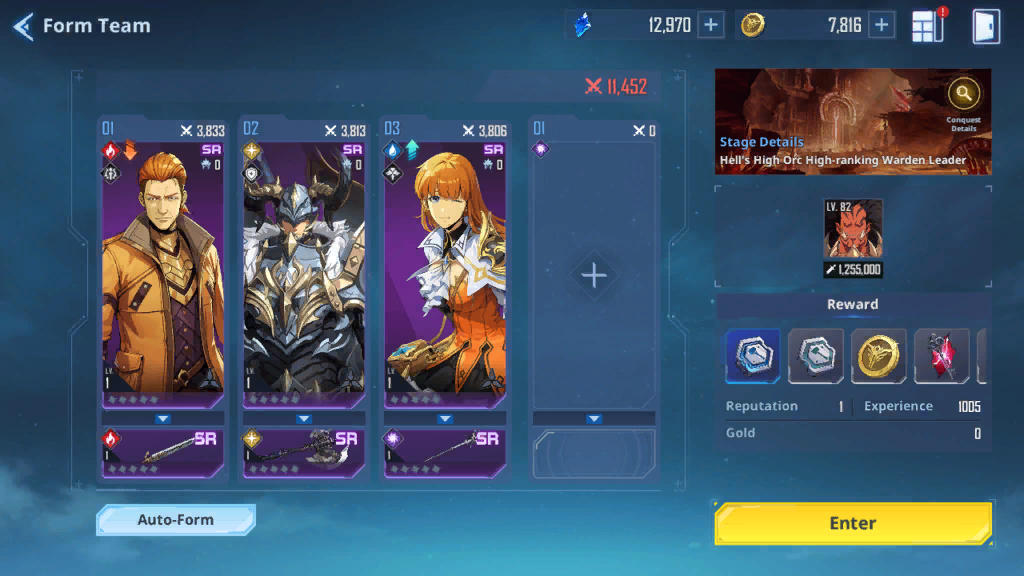 Form Team
12,970
7,816
11,452
01 3,833
SR
0
LV
1
02 3,813
SR
0
LV
1
03 3,806
SR
0
LV
1
01 0
SR
1
SR
1
SR
1
Auto-Form
Conquest
Details
Stage Details
Hell's High Orc High-ranking Warden Leader
LV. 82
1,255,000
Reward
Reputation 1 Experience 1005
Gold 0
Enter